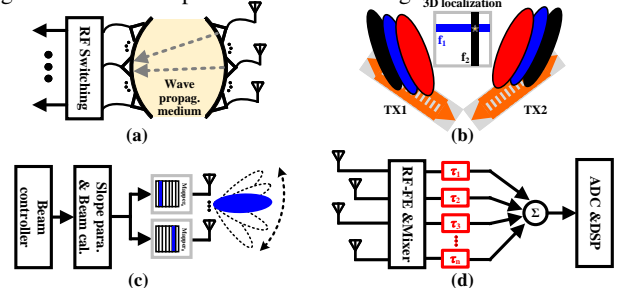 3D localization
RF Switching
Wave
propag.
medium
(a)
f1
f2
TX1
TX2
(b)
Beam
controller
Slope para.
& Beam cal.
(c)
RF-FE &Mixer
τ1
τ2
τ3
τn
Σ
ADC &DSP
(d)